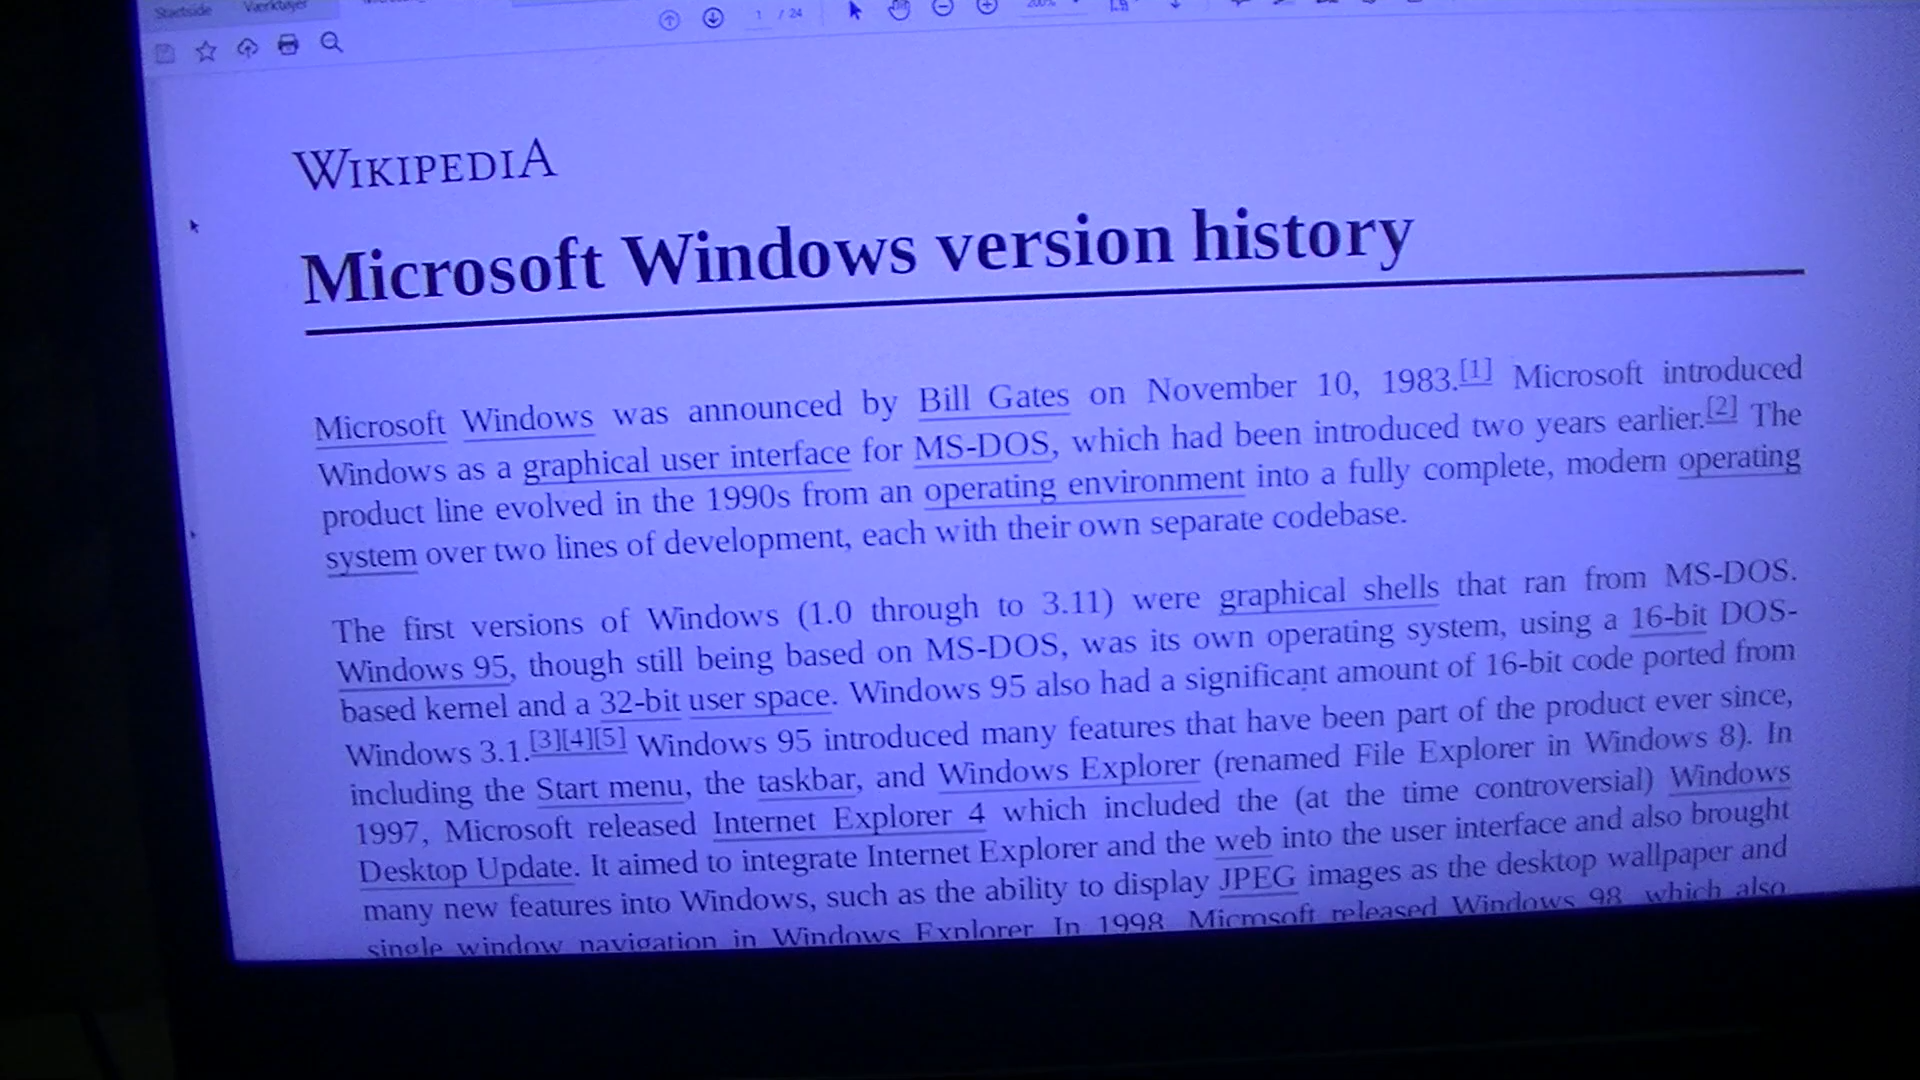 Startside Værktøjer
1 / 24
200%
WIKIPEDIA
Microsoft Windows version history
Microsoft Windows was announced by Bill Gates on November 10, 1983.[1] Microsoft introduced
Windows as a graphical user interface for MS-DOS, which had been introduced two years earlier.[2] The
product line evolved in the 1990s from an operating environment into a fully complete, modern operating
system over two lines of development, each with their own separate codebase.
The first versions of Windows (1.0 through to 3.11) were graphical shells that ran from MS-DOS.
Windows 95, though still being based on MS-DOS, was its own operating system, using a 16-bit DOS-
based kernel and a 32-bit user space. Windows 95 also had a significant amount of 16-bit code ported from
Windows 3.1.[3][4][5] Windows 95 introduced many features that have been part of the product ever since,
including the Start menu, the taskbar, and Windows Explorer (renamed File Explorer in Windows 8). In
1997, Microsoft released Internet Explorer 4 which included the (at the time controversial) Windows
Desktop Update. It aimed to integrate Internet Explorer and the web into the user interface and also brought
many new features into Windows, such as the ability to display JPEG images as the desktop wallpaper and
single window navigation in Windows Explorer. In 1998, Microsoft released Windows 98, which also